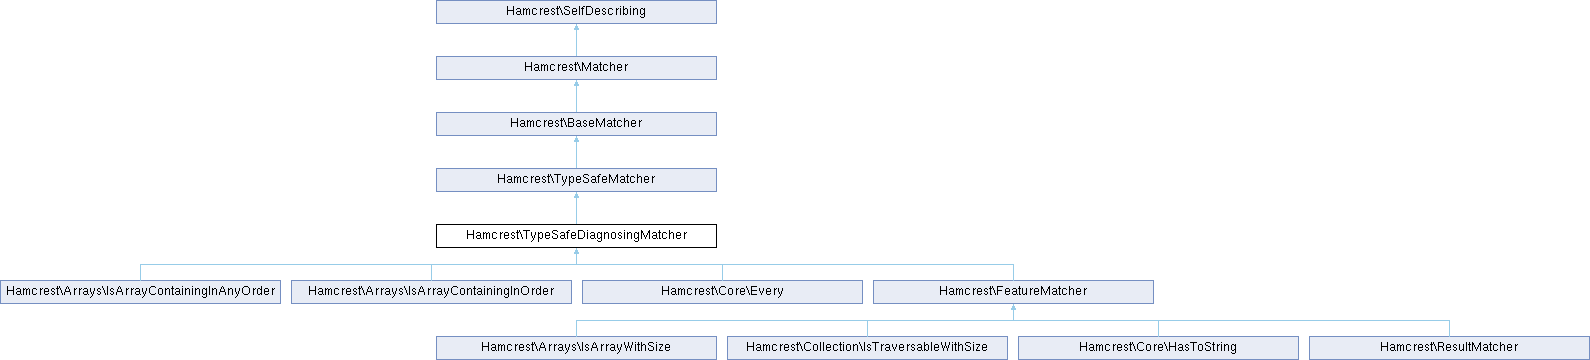 Hamcrest\SelfDescribing
Hamcrest\Matcher
Hamcrest\BaseMatcher
Hamcrest\TypeSafeMatcher
Hamcrest\TypeSafeDiagnosingMatcher
Hamcrest\Arrays\IsArrayContainingInAnyOrder
Hamcrest\Arrays\IsArrayContainingInOrder
Hamcrest\Core\Every
Hamcrest\FeatureMatcher
Hamcrest\Arrays\IsArrayWithSize
Hamcrest\Collection\IsTraversableWithSize
Hamcrest\Core\HasToString
Hamcrest\ResultMatcher